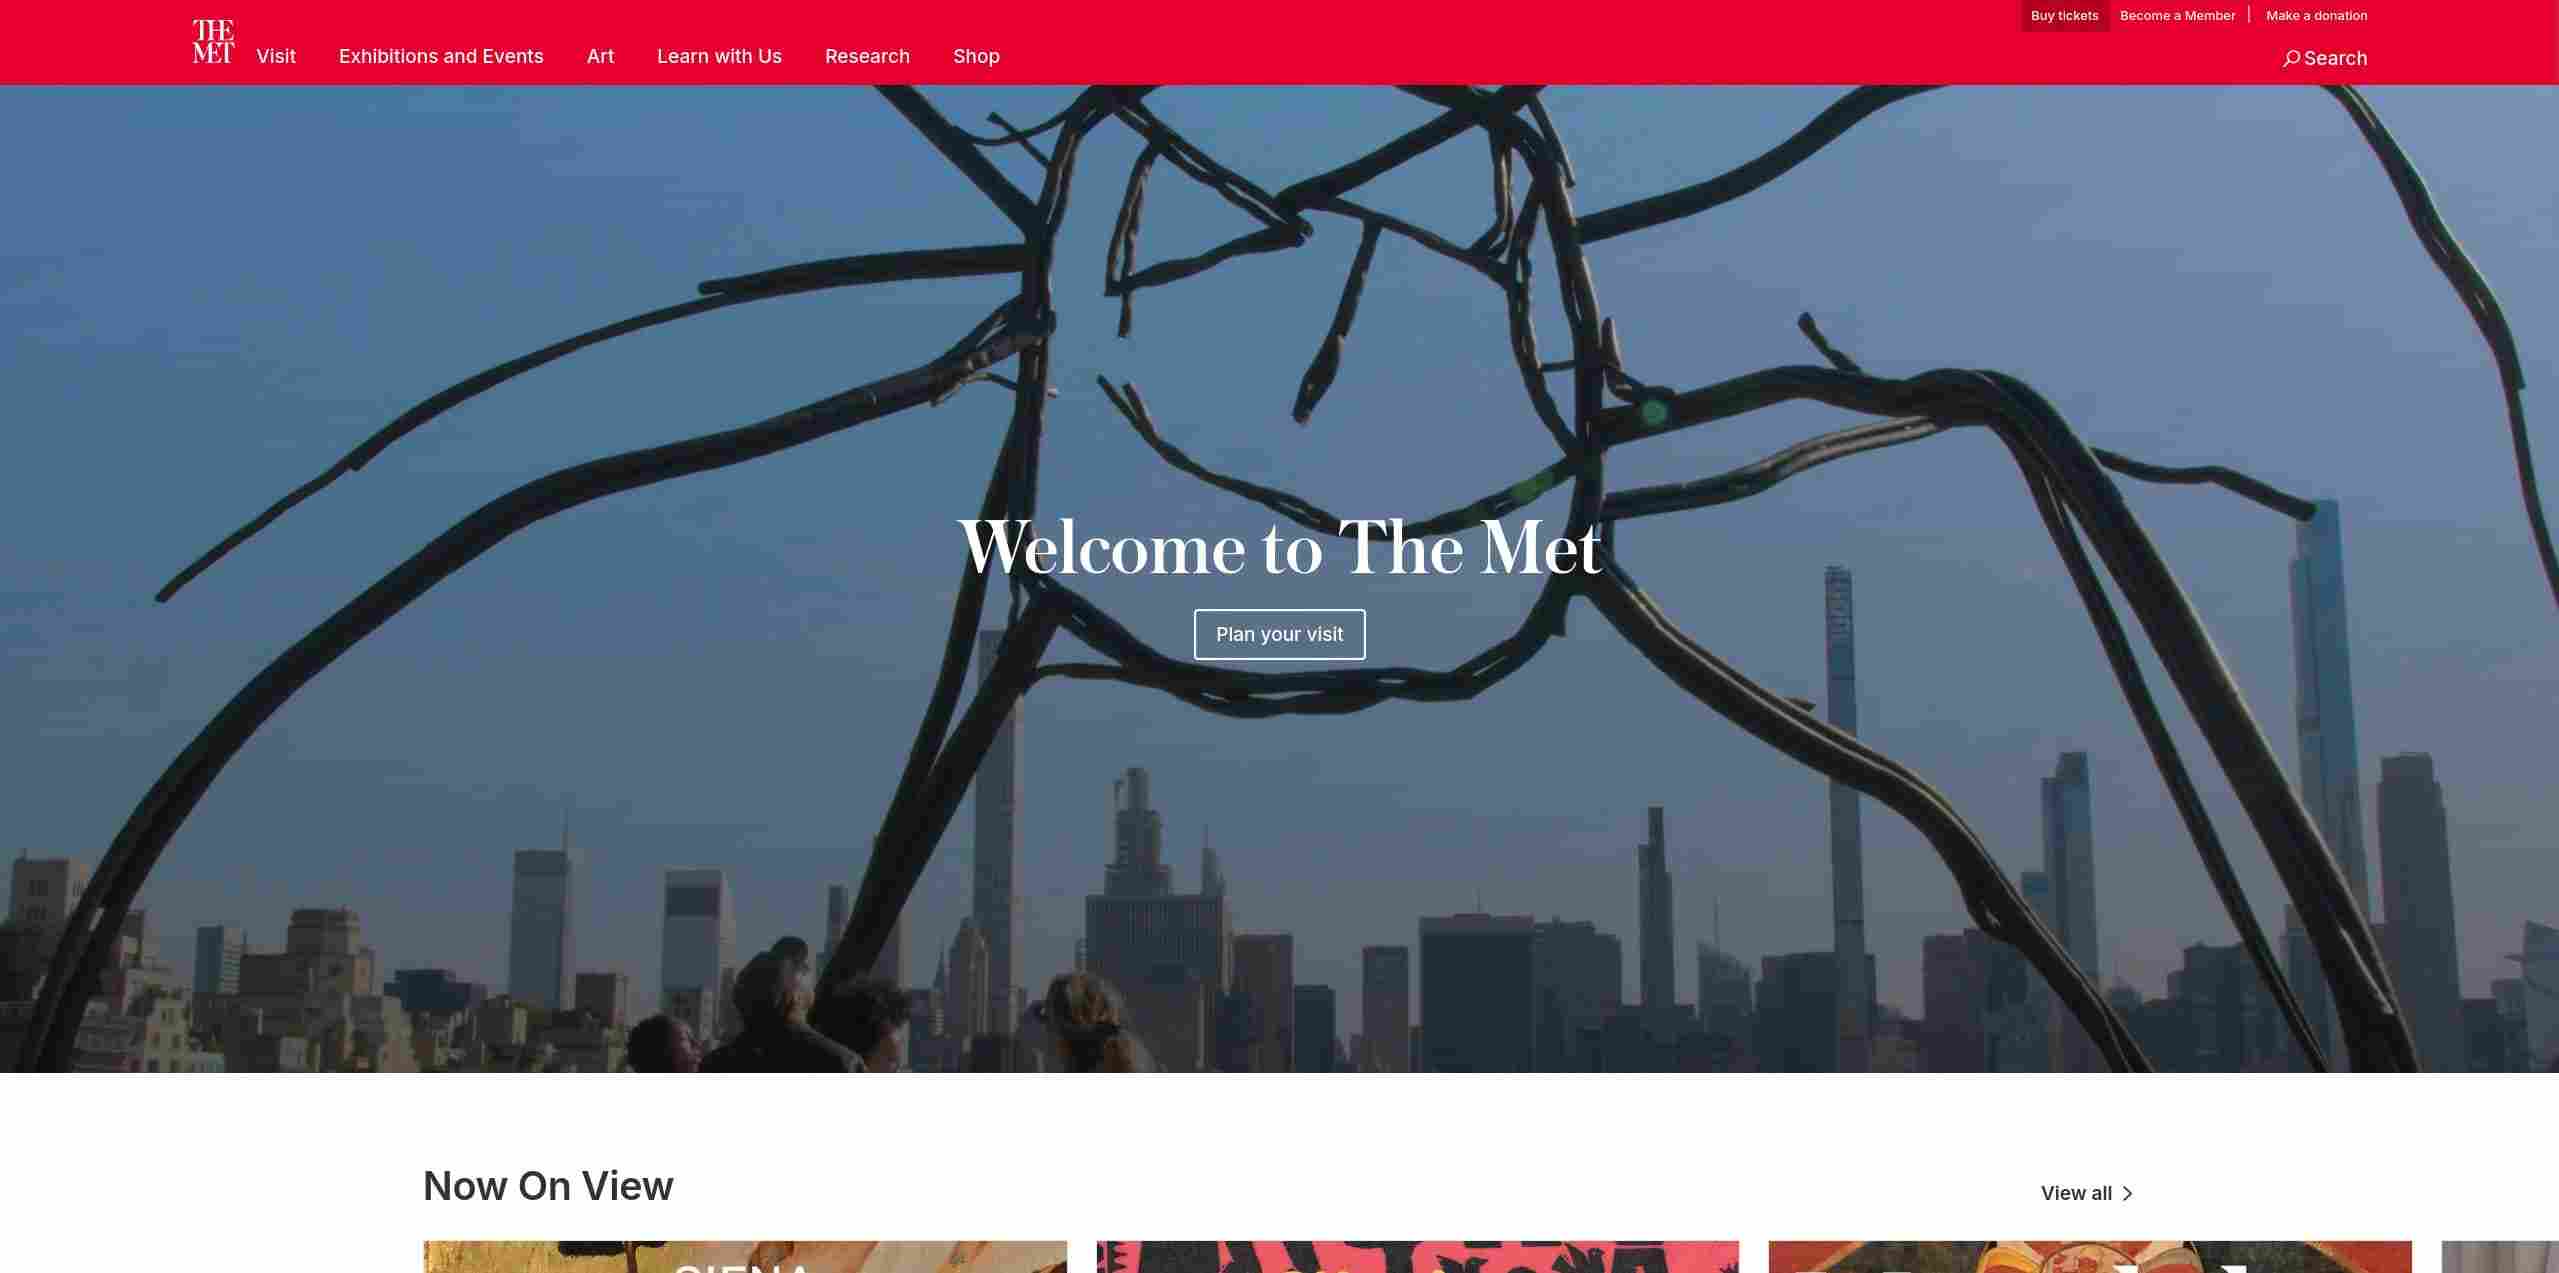 Buy tickets
Become a Member
Make a donation
THE
MET
Visit
Exhibitions and Events
Art
Learn with Us
Research
Shop
Search
Welcome to The Met
Plan your visit
Now On View
View all
SIENA